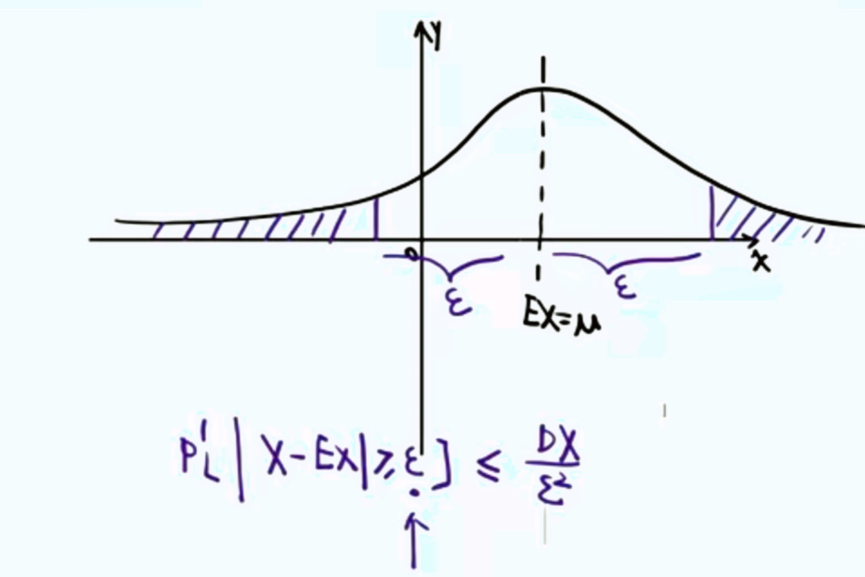 y
0
x
ε ε
EX=μ
P{|X-EX|≥ε} ≤ DX/ε²